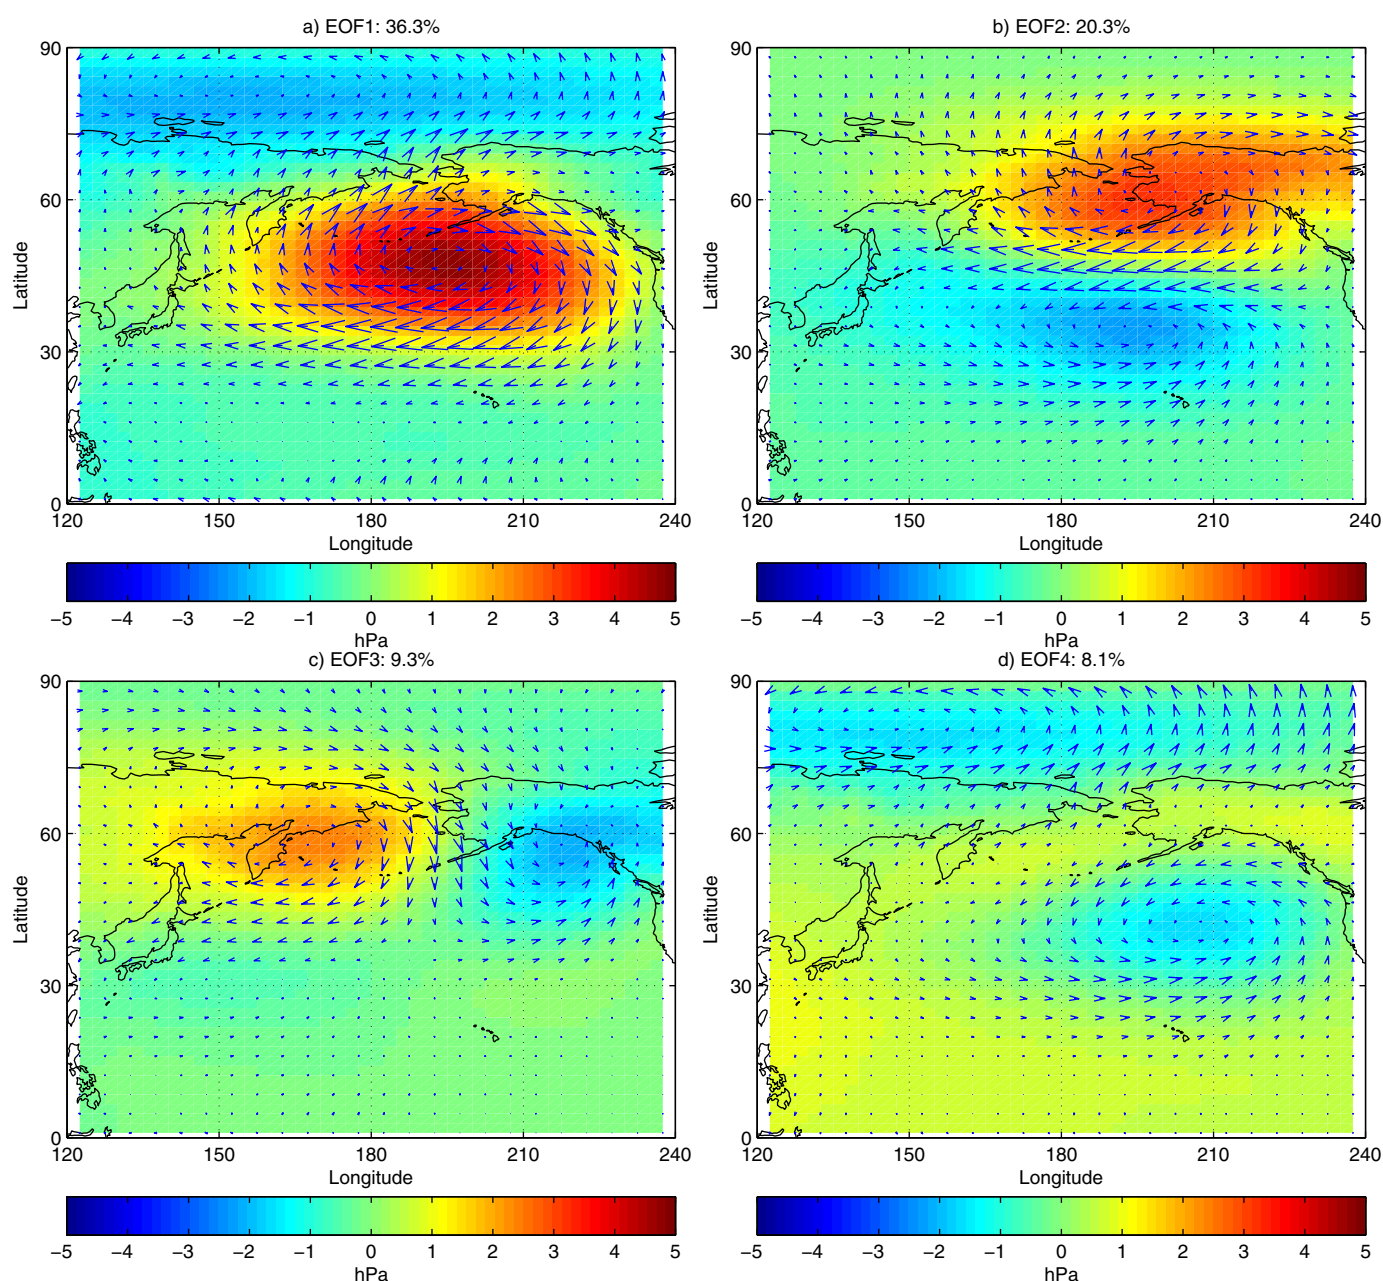 a) EOF1: 36.3%
b) EOF2: 20.3%
90
60
30
0
Latitude
120 150 180 210 240
Longitude
90
60
30
0
Latitude
120 150 180 210 240
Longitude
−5 −4 −3 −2 −1 0 1 2 3 4 5
hPa
−5 −4 −3 −2 −1 0 1 2 3 4 5
hPa
c) EOF3: 9.3%
d) EOF4: 8.1%
90
60
30
0
Latitude
120 150 180 210 240
Longitude
90
60
30
0
Latitude
120 150 180 210 240
Longitude
−5 −4 −3 −2 −1 0 1 2 3 4 5
hPa
−5 −4 −3 −2 −1 0 1 2 3 4 5
hPa